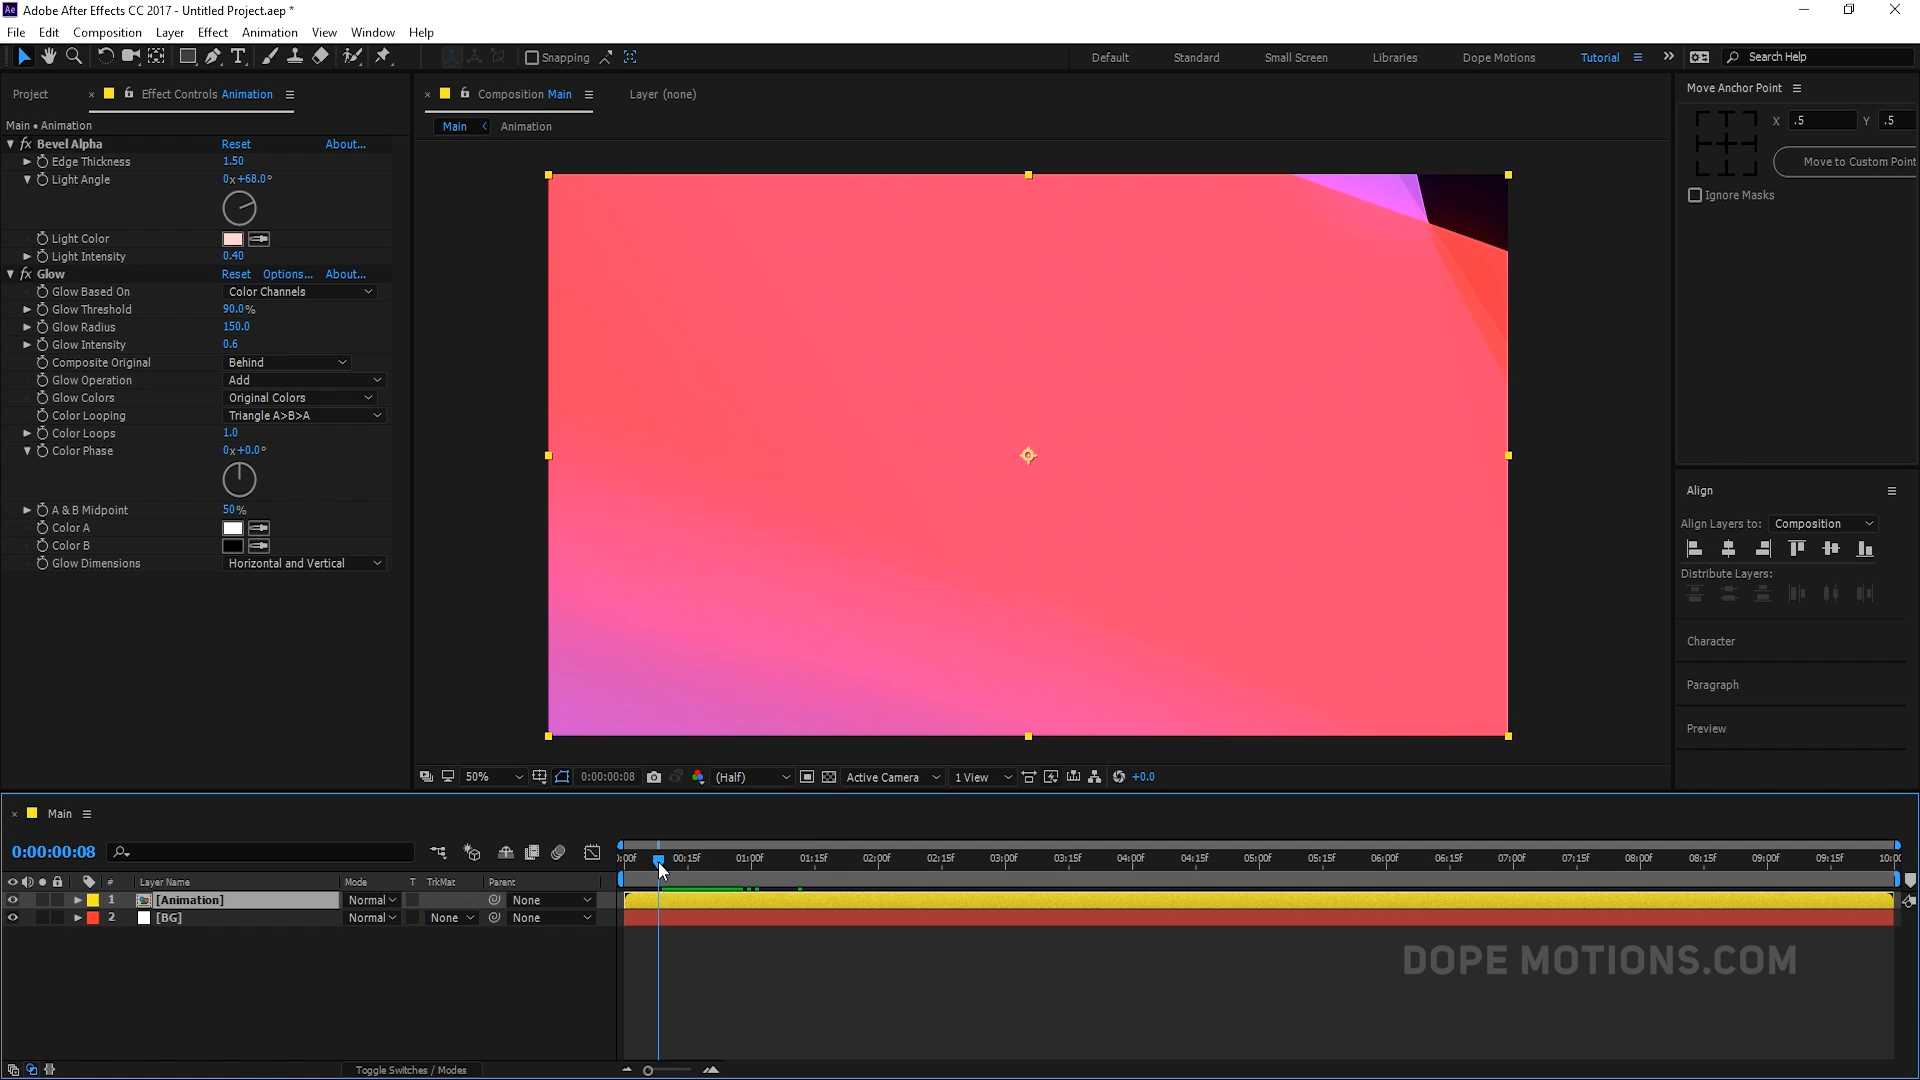 Ae Adobe After Effects CC 2017 - Untitled Project.aep *
File Edit Composition Layer Effect Animation View Window Help
Snapping
Default Standard Small Screen Libraries Dope Motions Tutorial
Search Help
Project
Effect Controls Animation
Main • Animation
fx Bevel Alpha Reset About...
Edge Thickness 1.50
Light Angle 0x+68.0°
Light Color
Light Intensity 0.40
fx Glow Reset Options... About...
Glow Based On Color Channels
Glow Threshold 90.0%
Glow Radius 150.0
Glow Intensity 0.6
Composite Original Behind
Glow Operation Add
Glow Colors Original Colors
Color Looping Triangle A>B>A
Color Loops 1.0
Color Phase 0x+0.0°
A & B Midpoint 50%
Color A
Color B
Glow Dimensions Horizontal and Vertical
Composition Main
Layer (none)
Main Animation
50% 0:00:00:08 (Half) Active Camera 1 View +0.0
Move Anchor Point
X .5 Y .5
Move to Custom Point
Ignore Masks
Align
Align Layers to: Composition
Distribute Layers:
Character
Paragraph
Preview
Main
0:00:00:08
:00f 00:15f 01:00f 01:15f 02:00f 02:15f 03:00f 03:15f 04:00f 04:15f 05:00f 05:15f 06:00f 06:15f 07:00f 07:15f 08:00f 08:15f 09:00f 09:15f 10:00
# Layer Name Mode T TrkMat Parent
1 [Animation] Normal None
2 [BG] Normal None None
DOPE MOTIONS.COM
Toggle Switches / Modes